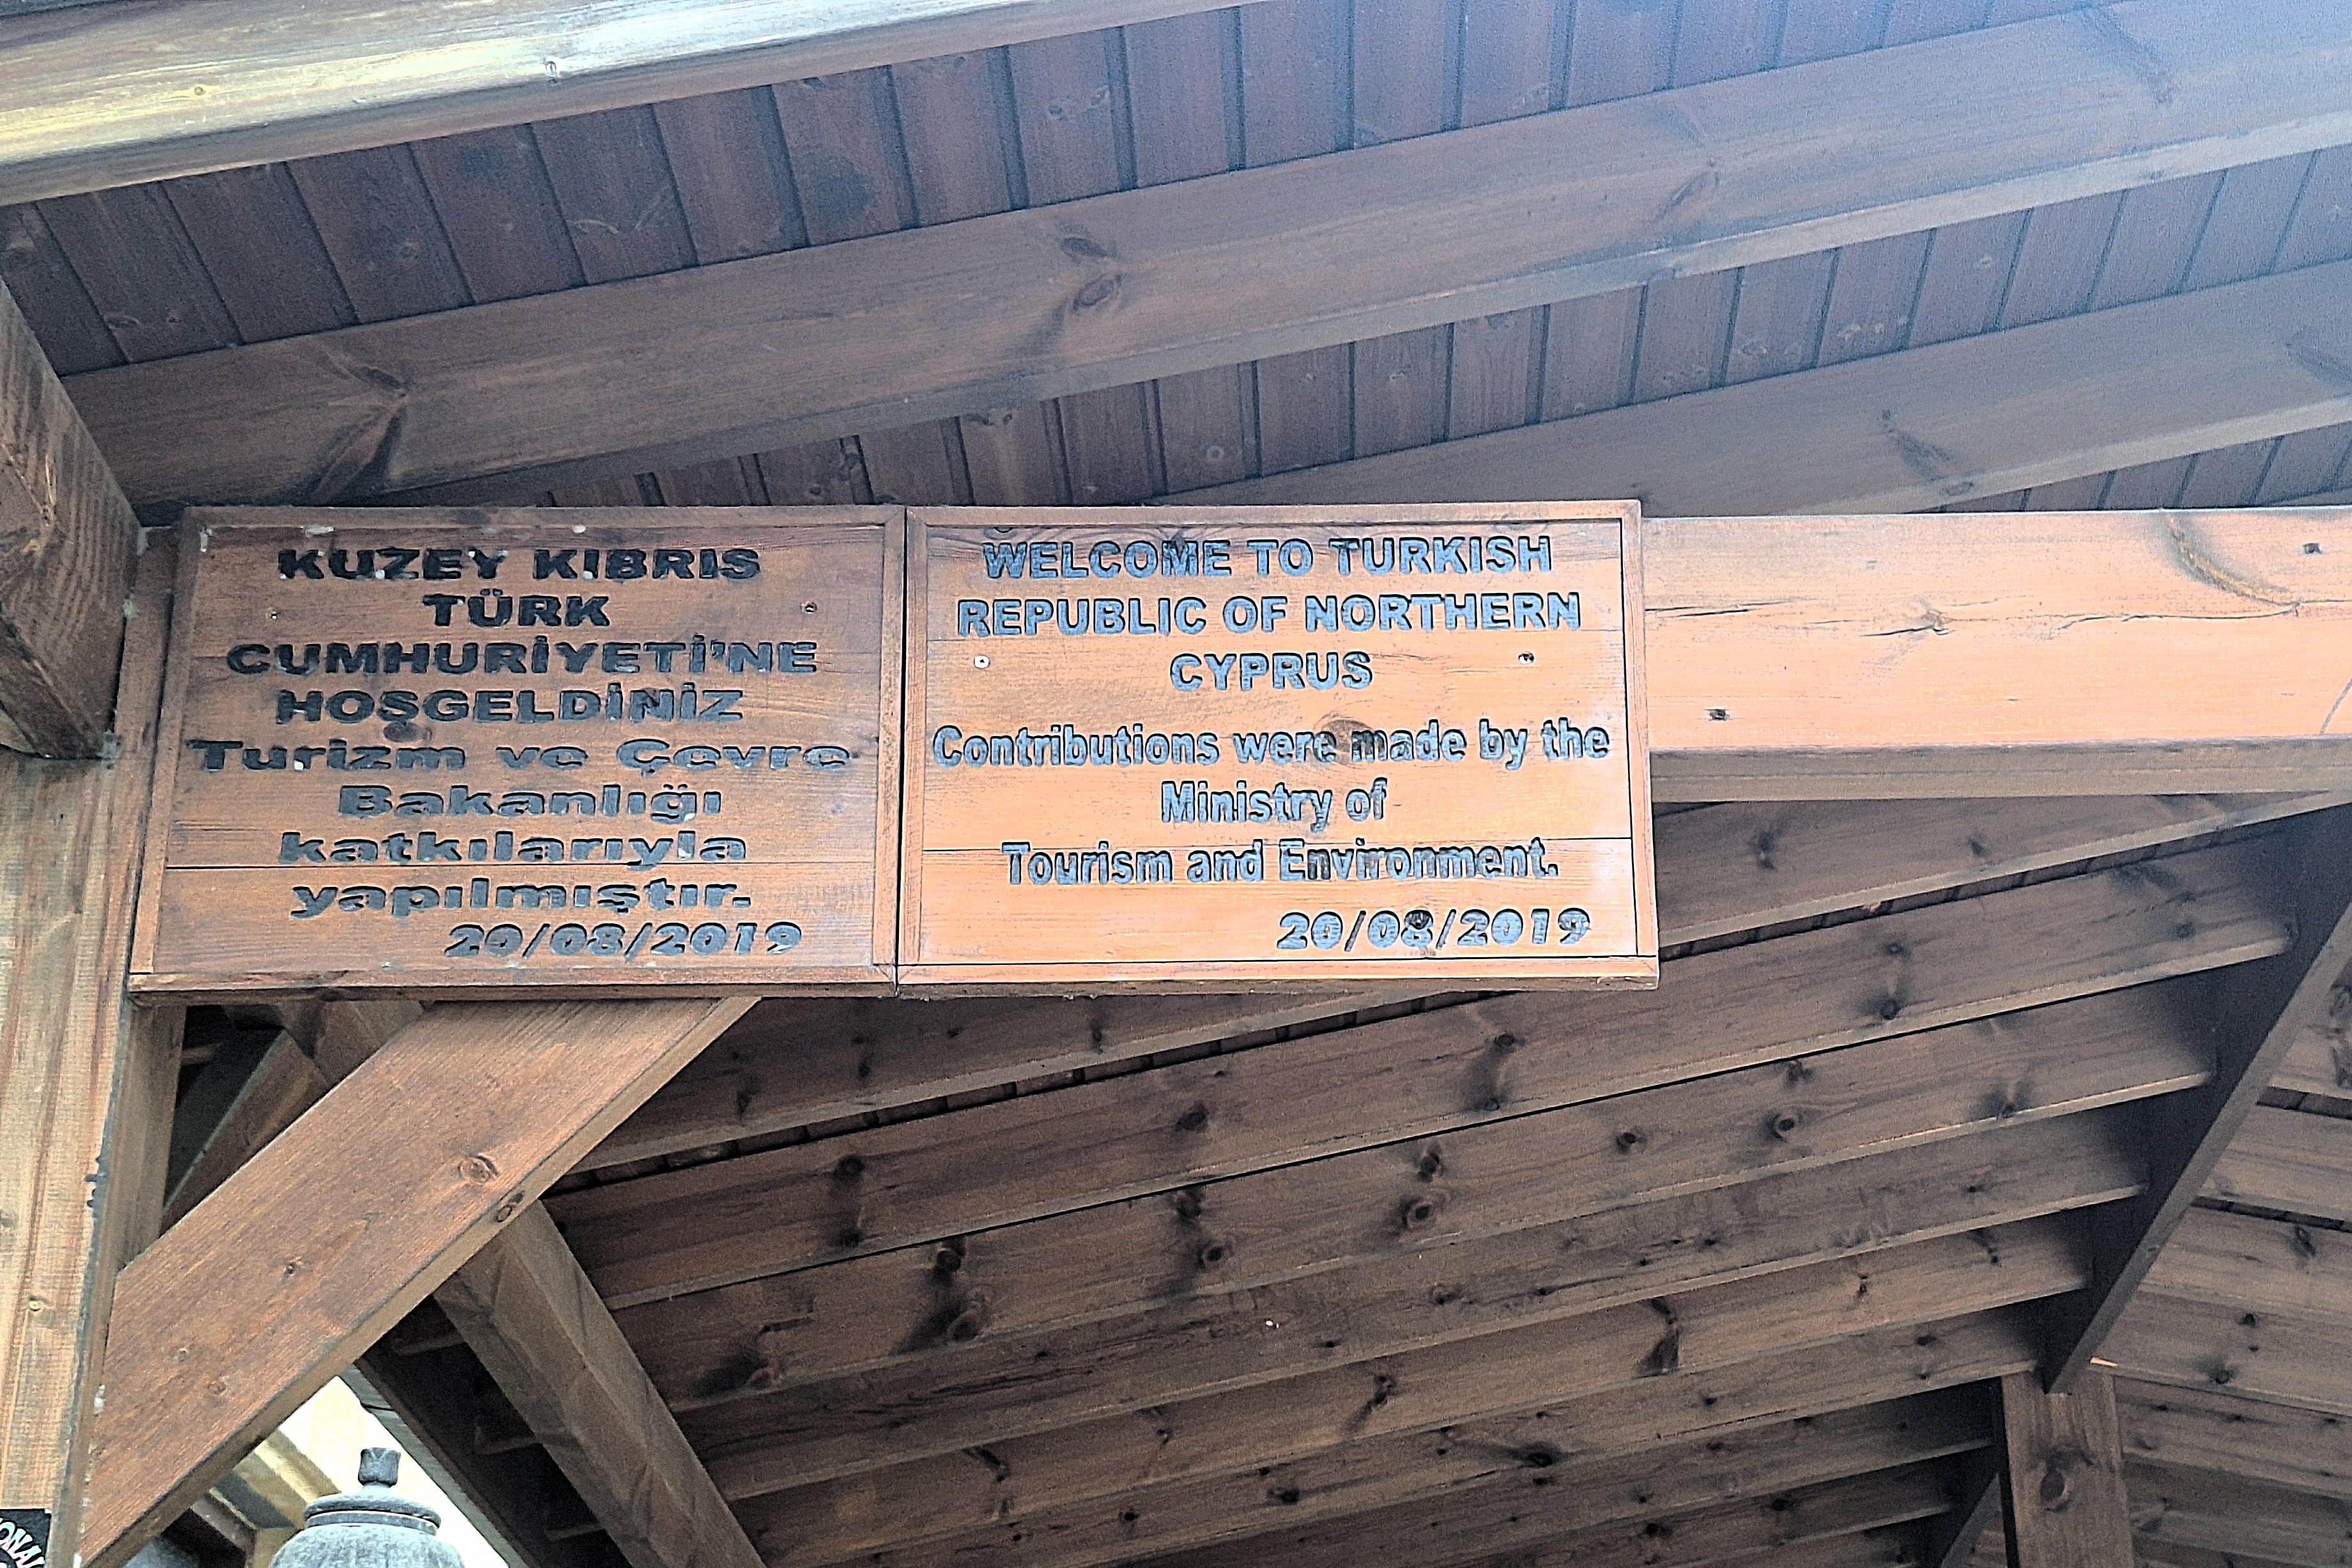 KUZEY KIBRIS
TÜRK
CUMHURİYETİ'NE
HOŞGELDİNİZ
Turizm ve Çevre
Bakanlığı
katkılarıyla
yapılmıştır.
20/08/2019
WELCOME TO TURKISH
REPUBLIC OF NORTHERN
CYPRUS
Contributions were made by the
Ministry of
Tourism and Environment.
20/08/2019